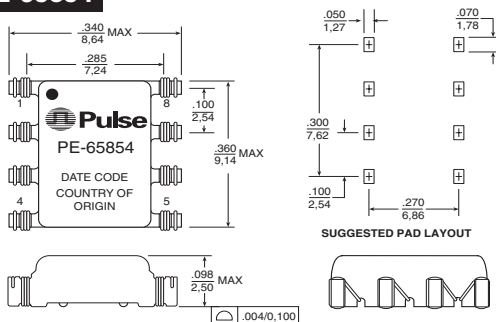 .340
8,64 MAX
.285
7,24
1
8
.100
2,54
Pulse
PE-65854
.360
9,14 MAX
DATE CODE
COUNTRY OF
ORIGIN
4
5
.098
2,50 MAX
.004/0,100
.050
1,27
.070
1,78
.300
7,62
.100
2,54
.270
6,86
SUGGESTED PAD LAYOUT